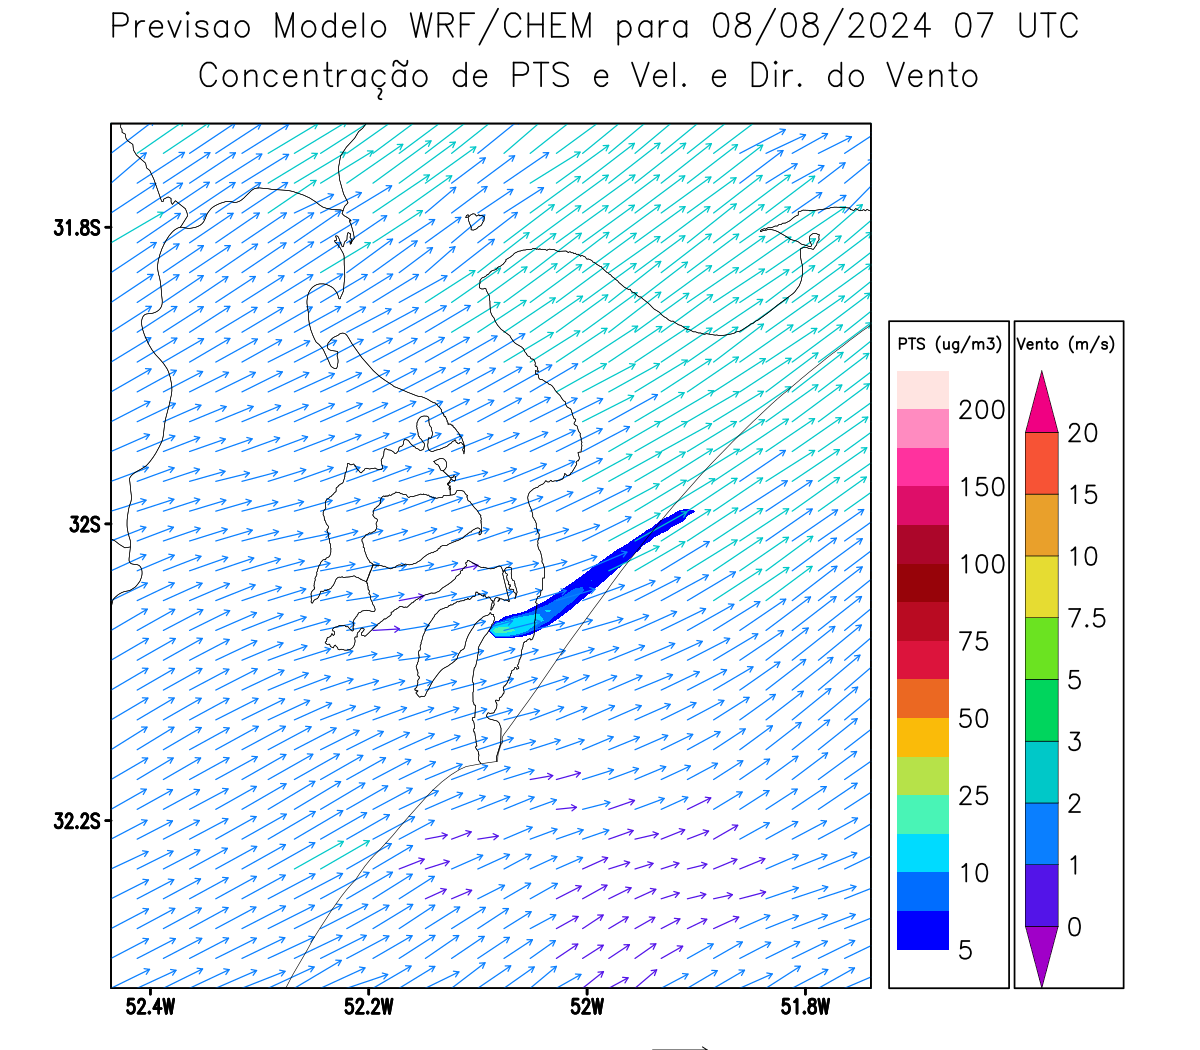 Previsao Modelo WRF/CHEM para 08/08/2024 07 UTC
Concentração de PTS e Vel. e Dir. do Vento
31.8S
32S
32.2S
52.4W 52.2W 52W 51.8W
PTS (ug/m3)
200
150
100
75
50
25
10
5
Vento (m/s)
20
15
10
7.5
5
3
2
1
0